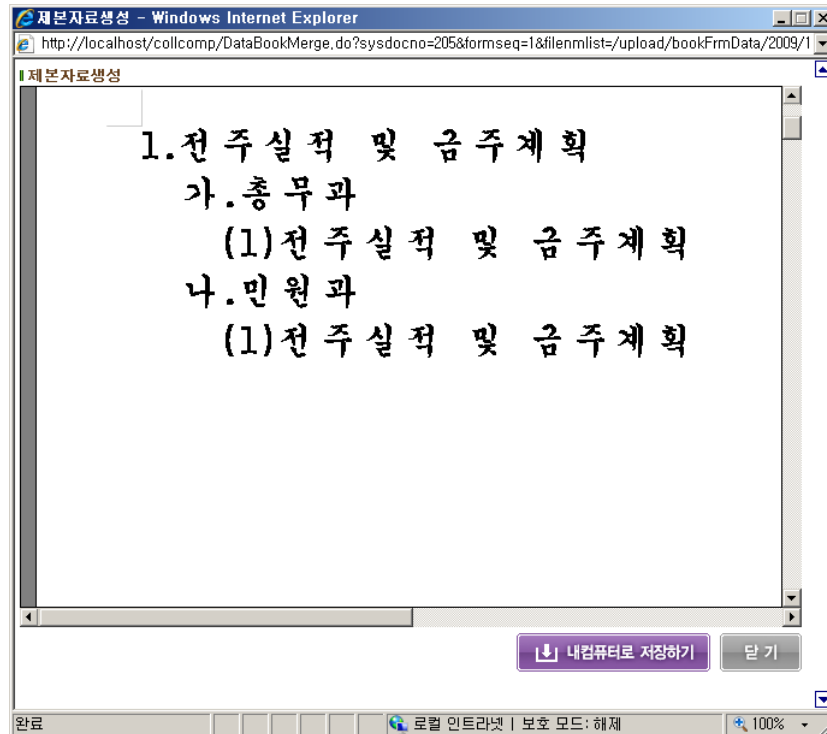 제본자료생성 - Windows Internet Explorer
http://localhost/collcomp/DataBookMerge.do?sysdocno=205&formseq=1&filenmlist=/upload/bookFrmData/2009/1
제본자료생성
1.전주실적 및 금주계획
가.총무과
(1)전주실적 및 금주계획
나.민원과
(1)전주실적 및 금주계획
내컴퓨터로 저장하기 닫기
완료 로컬 인트라넷 | 보호 모드: 해제 100%